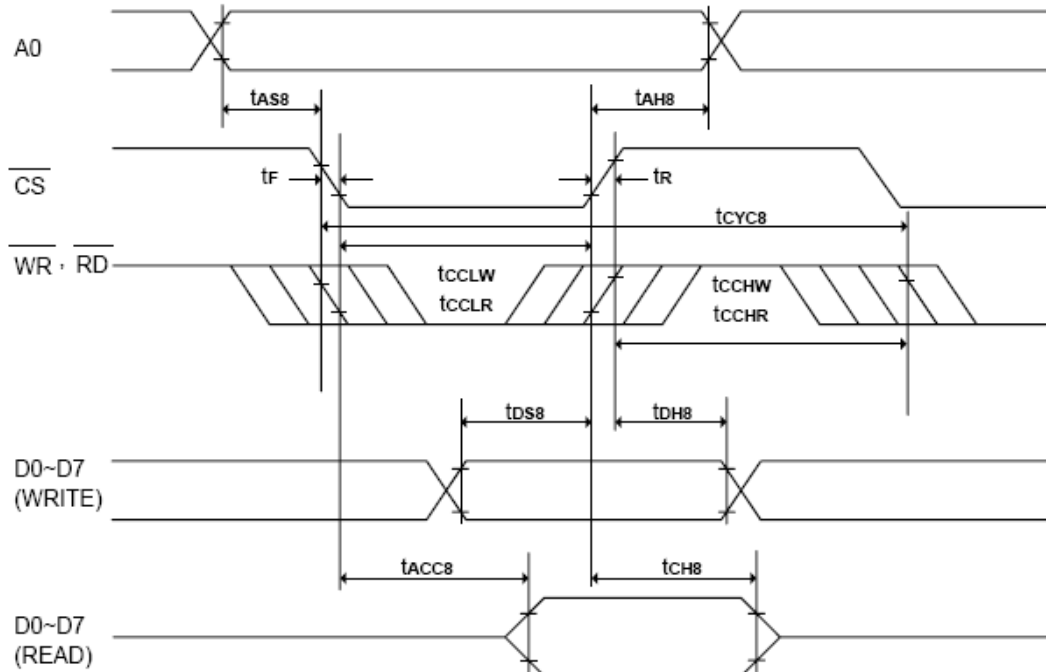 A0
tAS8
tAH8
CS
tF
tR
tCYC8
WR , RD
tCCLW
tCCLR
tCCHW
tCCHR
tDS8
tDH8
D0~D7
(WRITE)
tACC8
tCH8
D0~D7
(READ)